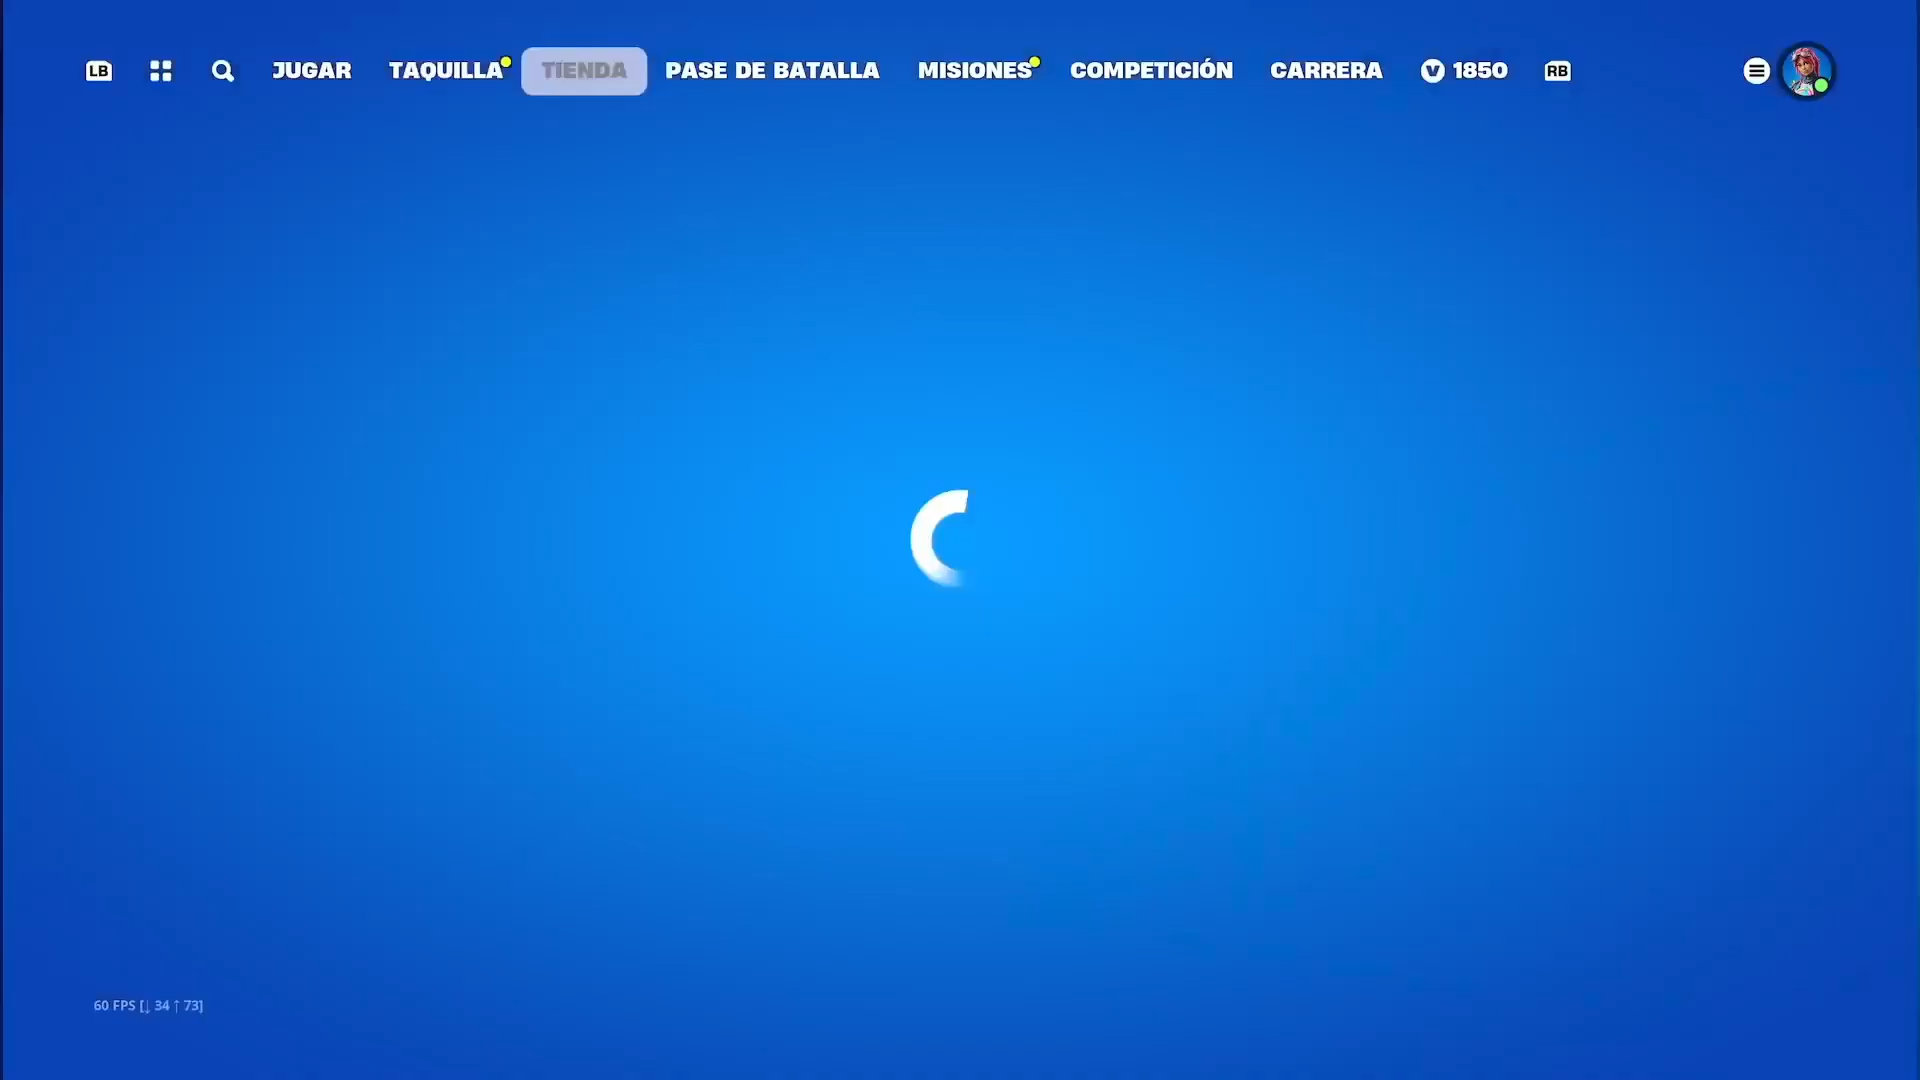 LB JUGAR TAQUILLA TIENDA PASE DE BATALLA MISIONES COMPETICIÓN CARRERA V 1850 RB
60 FPS [↓ 34 ↑ 73]